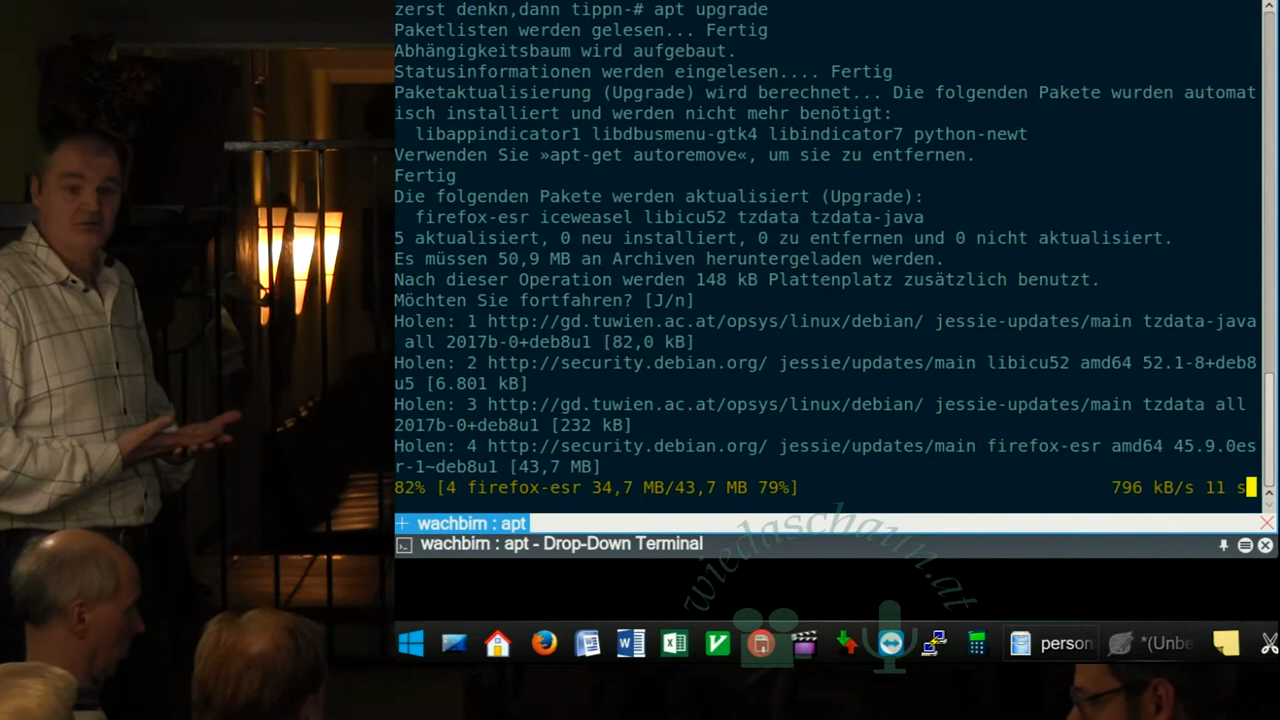 zerst denkn,dann tippn-# apt upgrade
Paketlisten werden gelesen... Fertig
Abhängigkeitsbaum wird aufgebaut.
Statusinformationen werden eingelesen.... Fertig
Paketaktualisierung (Upgrade) wird berechnet... Die folgenden Pakete wurden automat
isch installiert und werden nicht mehr benötigt:
libappindicator1 libdbusmenu-gtk4 libindicator7 python-newt
Verwenden Sie »apt-get autoremove«, um sie zu entfernen.
Fertig
Die folgenden Pakete werden aktualisiert (Upgrade):
firefox-esr iceweasel libicu52 tzdata tzdata-java
5 aktualisiert, 0 neu installiert, 0 zu entfernen und 0 nicht aktualisiert.
Es müssen 50,9 MB an Archiven heruntergeladen werden.
Nach dieser Operation werden 148 kB Plattenplatz zusätzlich benutzt.
Möchten Sie fortfahren? [J/n]
Holen: 1 http://gd.tuwien.ac.at/opsys/linux/debian/ jessie-updates/main tzdata-java
all 2017b-0+deb8u1 [82,0 kB]
Holen: 2 http://security.debian.org/ jessie/updates/main libicu52 amd64 52.1-8+deb8
u5 [6.801 kB]
Holen: 3 http://gd.tuwien.ac.at/opsys/linux/debian/ jessie-updates/main tzdata all
2017b-0+deb8u1 [232 kB]
Holen: 4 http://security.debian.org/ jessie/updates/main firefox-esr amd64 45.9.0es
r-1~deb8u1 [43,7 MB]
82% [4 firefox-esr 34,7 MB/43,7 MB 79%] 796 kB/s 11 s
wachbirn : apt
wachbirn : apt - Drop-Down Terminal
wiedaschaun.at
person
*(Unbe